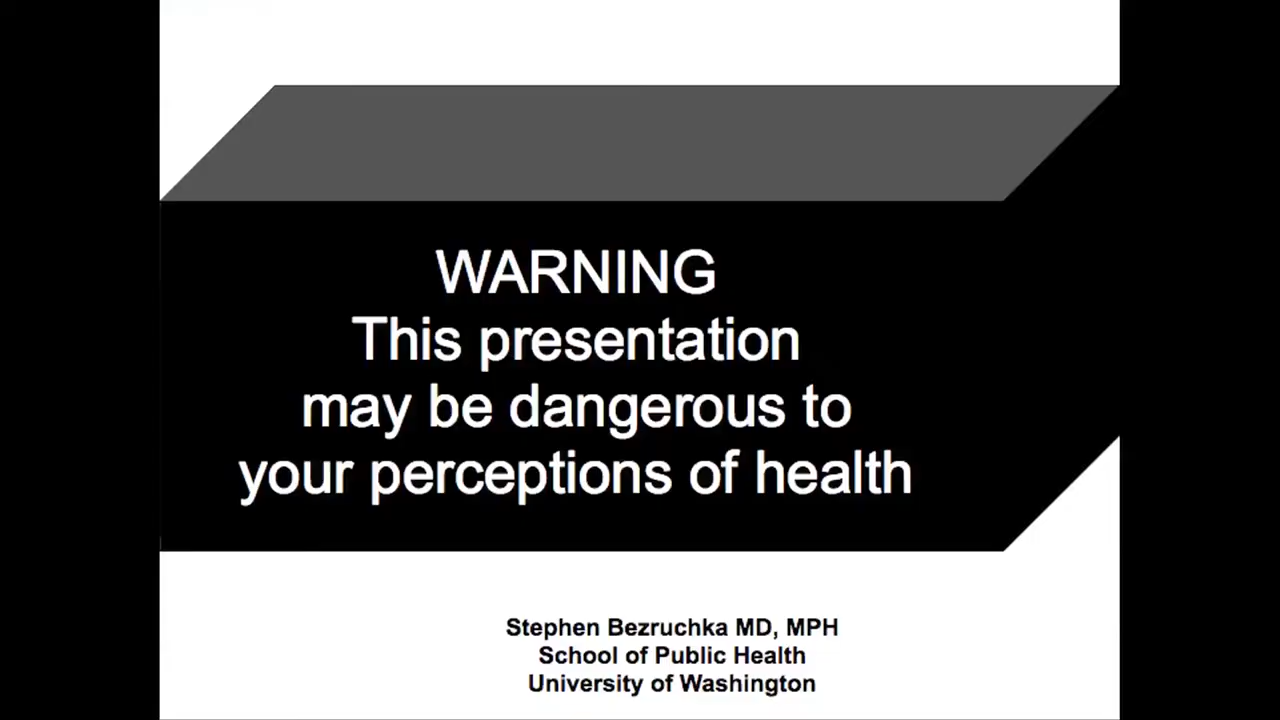 WARNING
This presentation
may be dangerous to
your perceptions of health
Stephen Bezruchka MD, MPH
School of Public Health
University of Washington